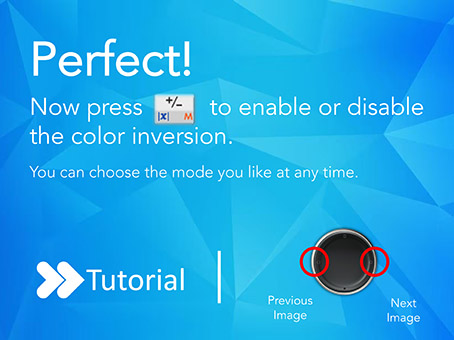 Perfect!
Now press +/- |x| M to enable or disable
the color inversion.
You can choose the mode you like at any time.
Tutorial
Previous
Image
Next
Image